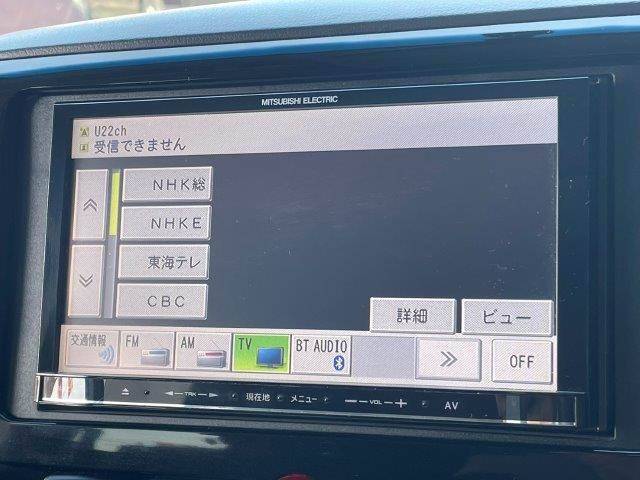 MITSUBISHI ELECTRIC
U22ch
受信できません
NHK総
NHKE
東海テレ
CBC
詳細
ビュー
交通情報
FM
AM
TV
BT AUDIO
OFF
TRK
現在地
メニュー
− VOL +
AV